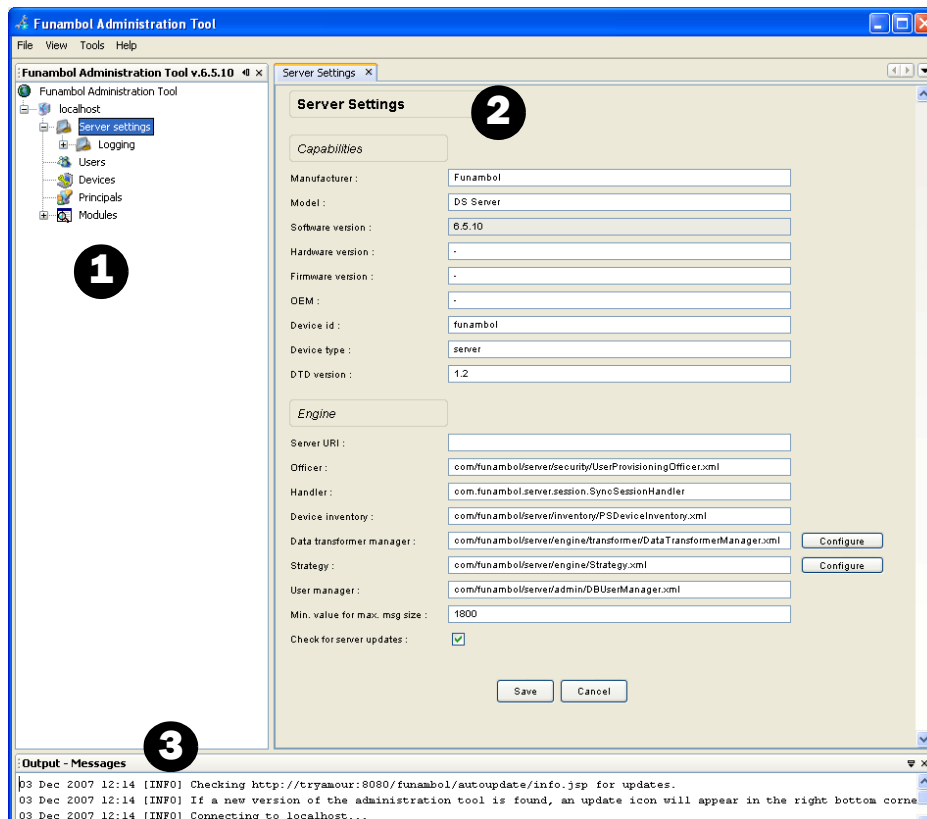 Funambol Administration Tool
File View Tools Help
Funambol Administration Tool v.6.5.10
Funambol Administration Tool
localhost
Server settings
Logging
Users
Devices
Principals
Modules
1
Server Settings
Server Settings
2
Capabilities
Manufacturer : Funambol
Model : DS Server
Software version : 6.5.10
Hardware version : -
Firmware version : -
OEM : -
Device id : funambol
Device type : server
DTD version : 1.2
Engine
Server URI :
Officer : com/funambol/server/security/UserProvisioningOfficer.xml
Handler : com.funambol.server.session.SyncSessionHandler
Device inventory : com/funambol/server/inventory/PSDeviceInventory.xml
Data transformer manager : com/funambol/server/engine/transformer/DataTransformerManager.xml Configure
Strategy : com/funambol/server/engine/Strategy.xml Configure
User manager : com/funambol/server/admin/DBUserManager.xml
Min. value for max. msg size : 1800
Check for server updates :
Save Cancel
3
Output - Messages
03 Dec 2007 12:14 [INFO] Checking http://tryamour:8080/funambol/autoupdate/info.jsp for updates.
03 Dec 2007 12:14 [INFO] If a new version of the administration tool is found, an update icon will appear in the right bottom corne
03 Dec 2007 12:14 [INFO] Connecting to localhost...